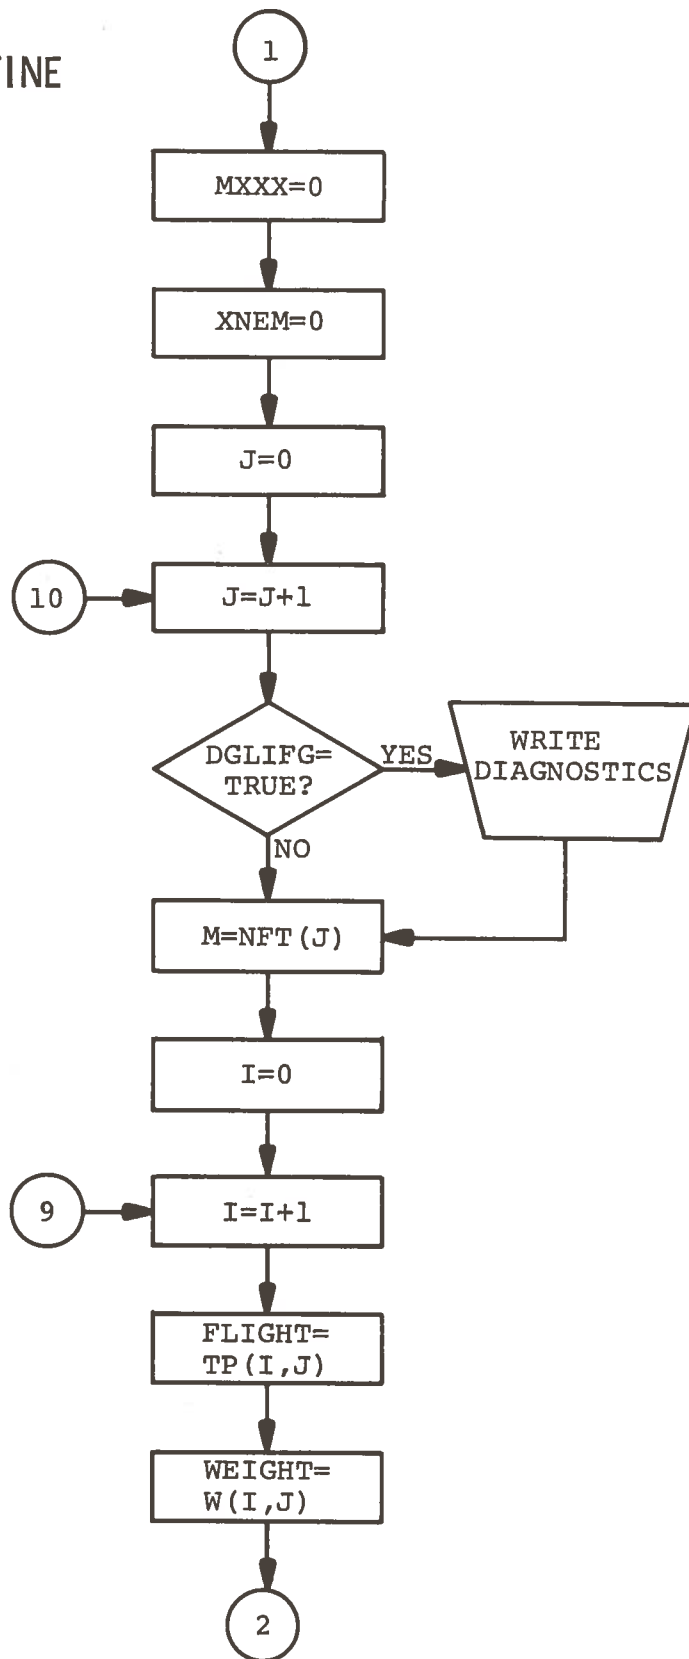 1
MXXX=0
XNEM=0
J=0
10
J=J+1
DGLIFG=
TRUE?
YES
WRITE
DIAGNOSTICS
NO
M=NFT(J)
I=0
9
I=I+1
FLIGHT=
TP(I,J)
WEIGHT=
W(I,J)
2